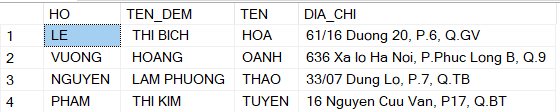 HO TEN_DEM TEN DIA_CHI
1 LE THI BICH HOA 61/16 Duong 20, P.6, Q.GV
2 VUONG HOANG OANH 636 Xa lo Ha Noi, P.Phuc Long B, Q.9
3 NGUYEN LAM PHUONG THAO 33/07 Dung Lo, P.7, Q.TB
4 PHAM THI KIM TUYEN 16 Nguyen Cuu Van, P17, Q.BT